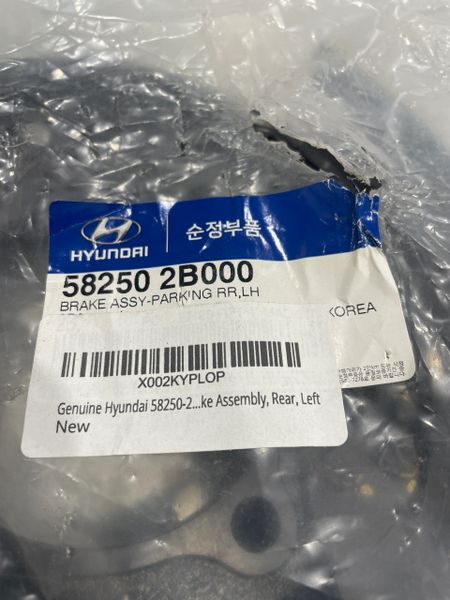 HYUNDAI
순정부품
58250 2B000
BRAKE ASSY-PARKING RR,LH
KOREA
X002KYPLOP
Genuine Hyundai 58250-2...ke Assembly, Rear, Left
New